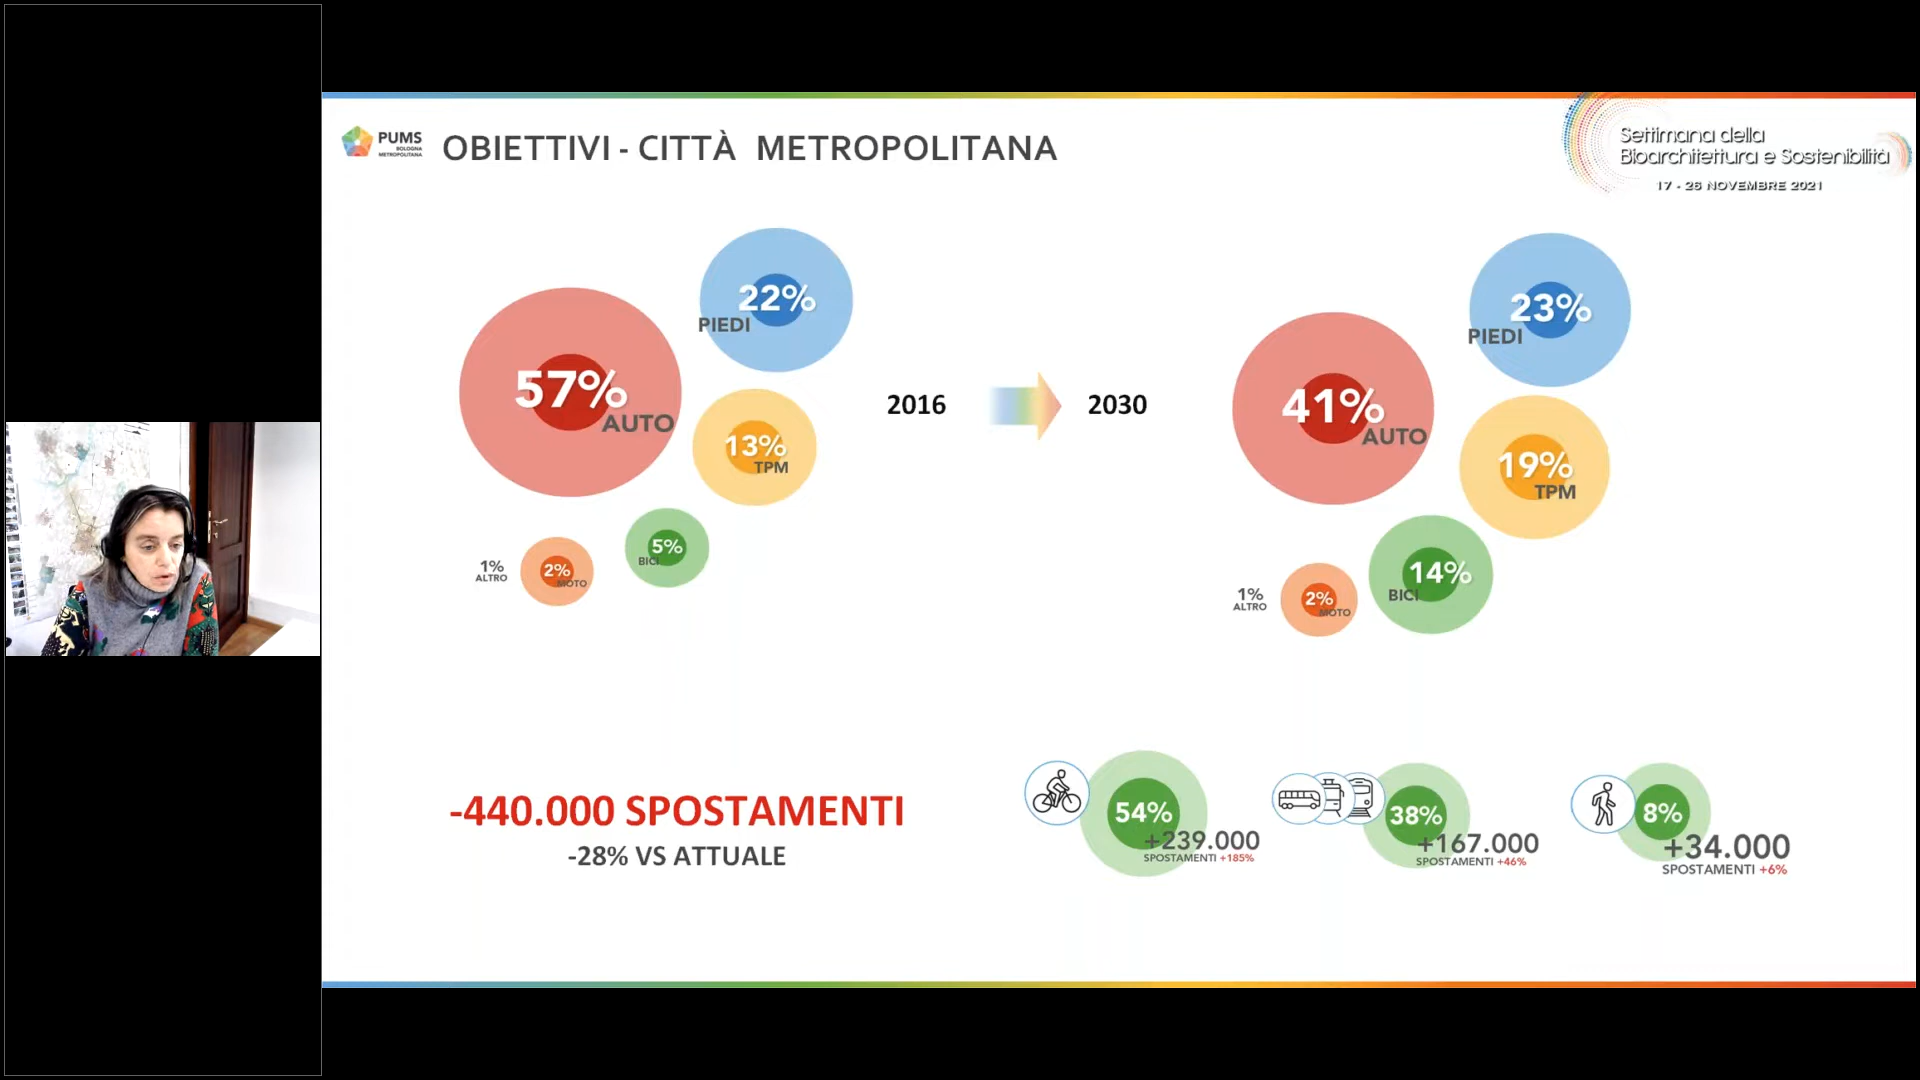 PUMS
BOLOGNA
METROPOLITANA
OBIETTIVI - CITTÀ METROPOLITANA
Settimana della
Bioarchitettura e Sostenibilità
17 - 26 NOVEMBRE 2021
57%
AUTO
22%
PIEDI
13%
TPM
5%
BICI
2%
MOTO
1%
ALTRO
2016
2030
41%
AUTO
23%
PIEDI
19%
TPM
14%
BICI
2%
MOTO
1%
ALTRO
-440.000 SPOSTAMENTI
-28% VS ATTUALE
54%
+239.000
SPOSTAMENTI +185%
38%
+167.000
SPOSTAMENTI +46%
8%
+34.000
SPOSTAMENTI +6%